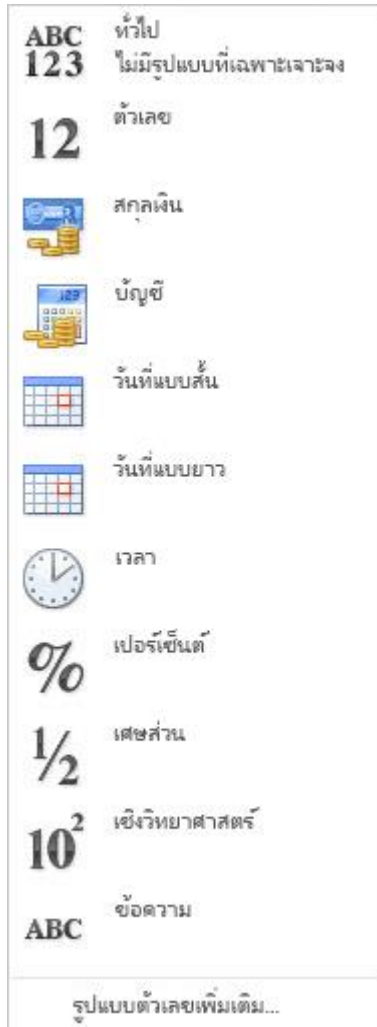 ABC
123
ทั่วไป
ไม่มีรูปแบบที่เฉพาะเจาะจง
12
ตัวเลข
สกุลเงิน
123
บัญชี
วันที่แบบสั้น
วันที่แบบยาว
เวลา
%
เปอร์เซ็นต์
½
เศษส่วน
10²
เชิงวิทยาศาสตร์
ABC
ข้อความ
รูปแบบตัวเลขเพิ่มเติม...